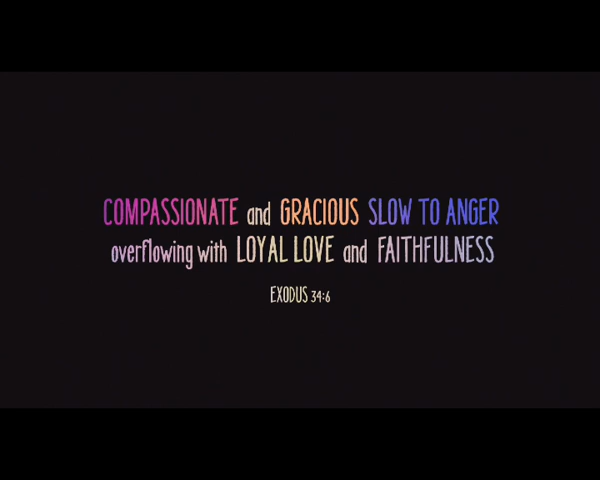 COMPASSIONATE and GRACIOUS SLOW TO ANGER
overflowing with LOYAL LOVE and FAITHFULNESS
EXODUS 34:6